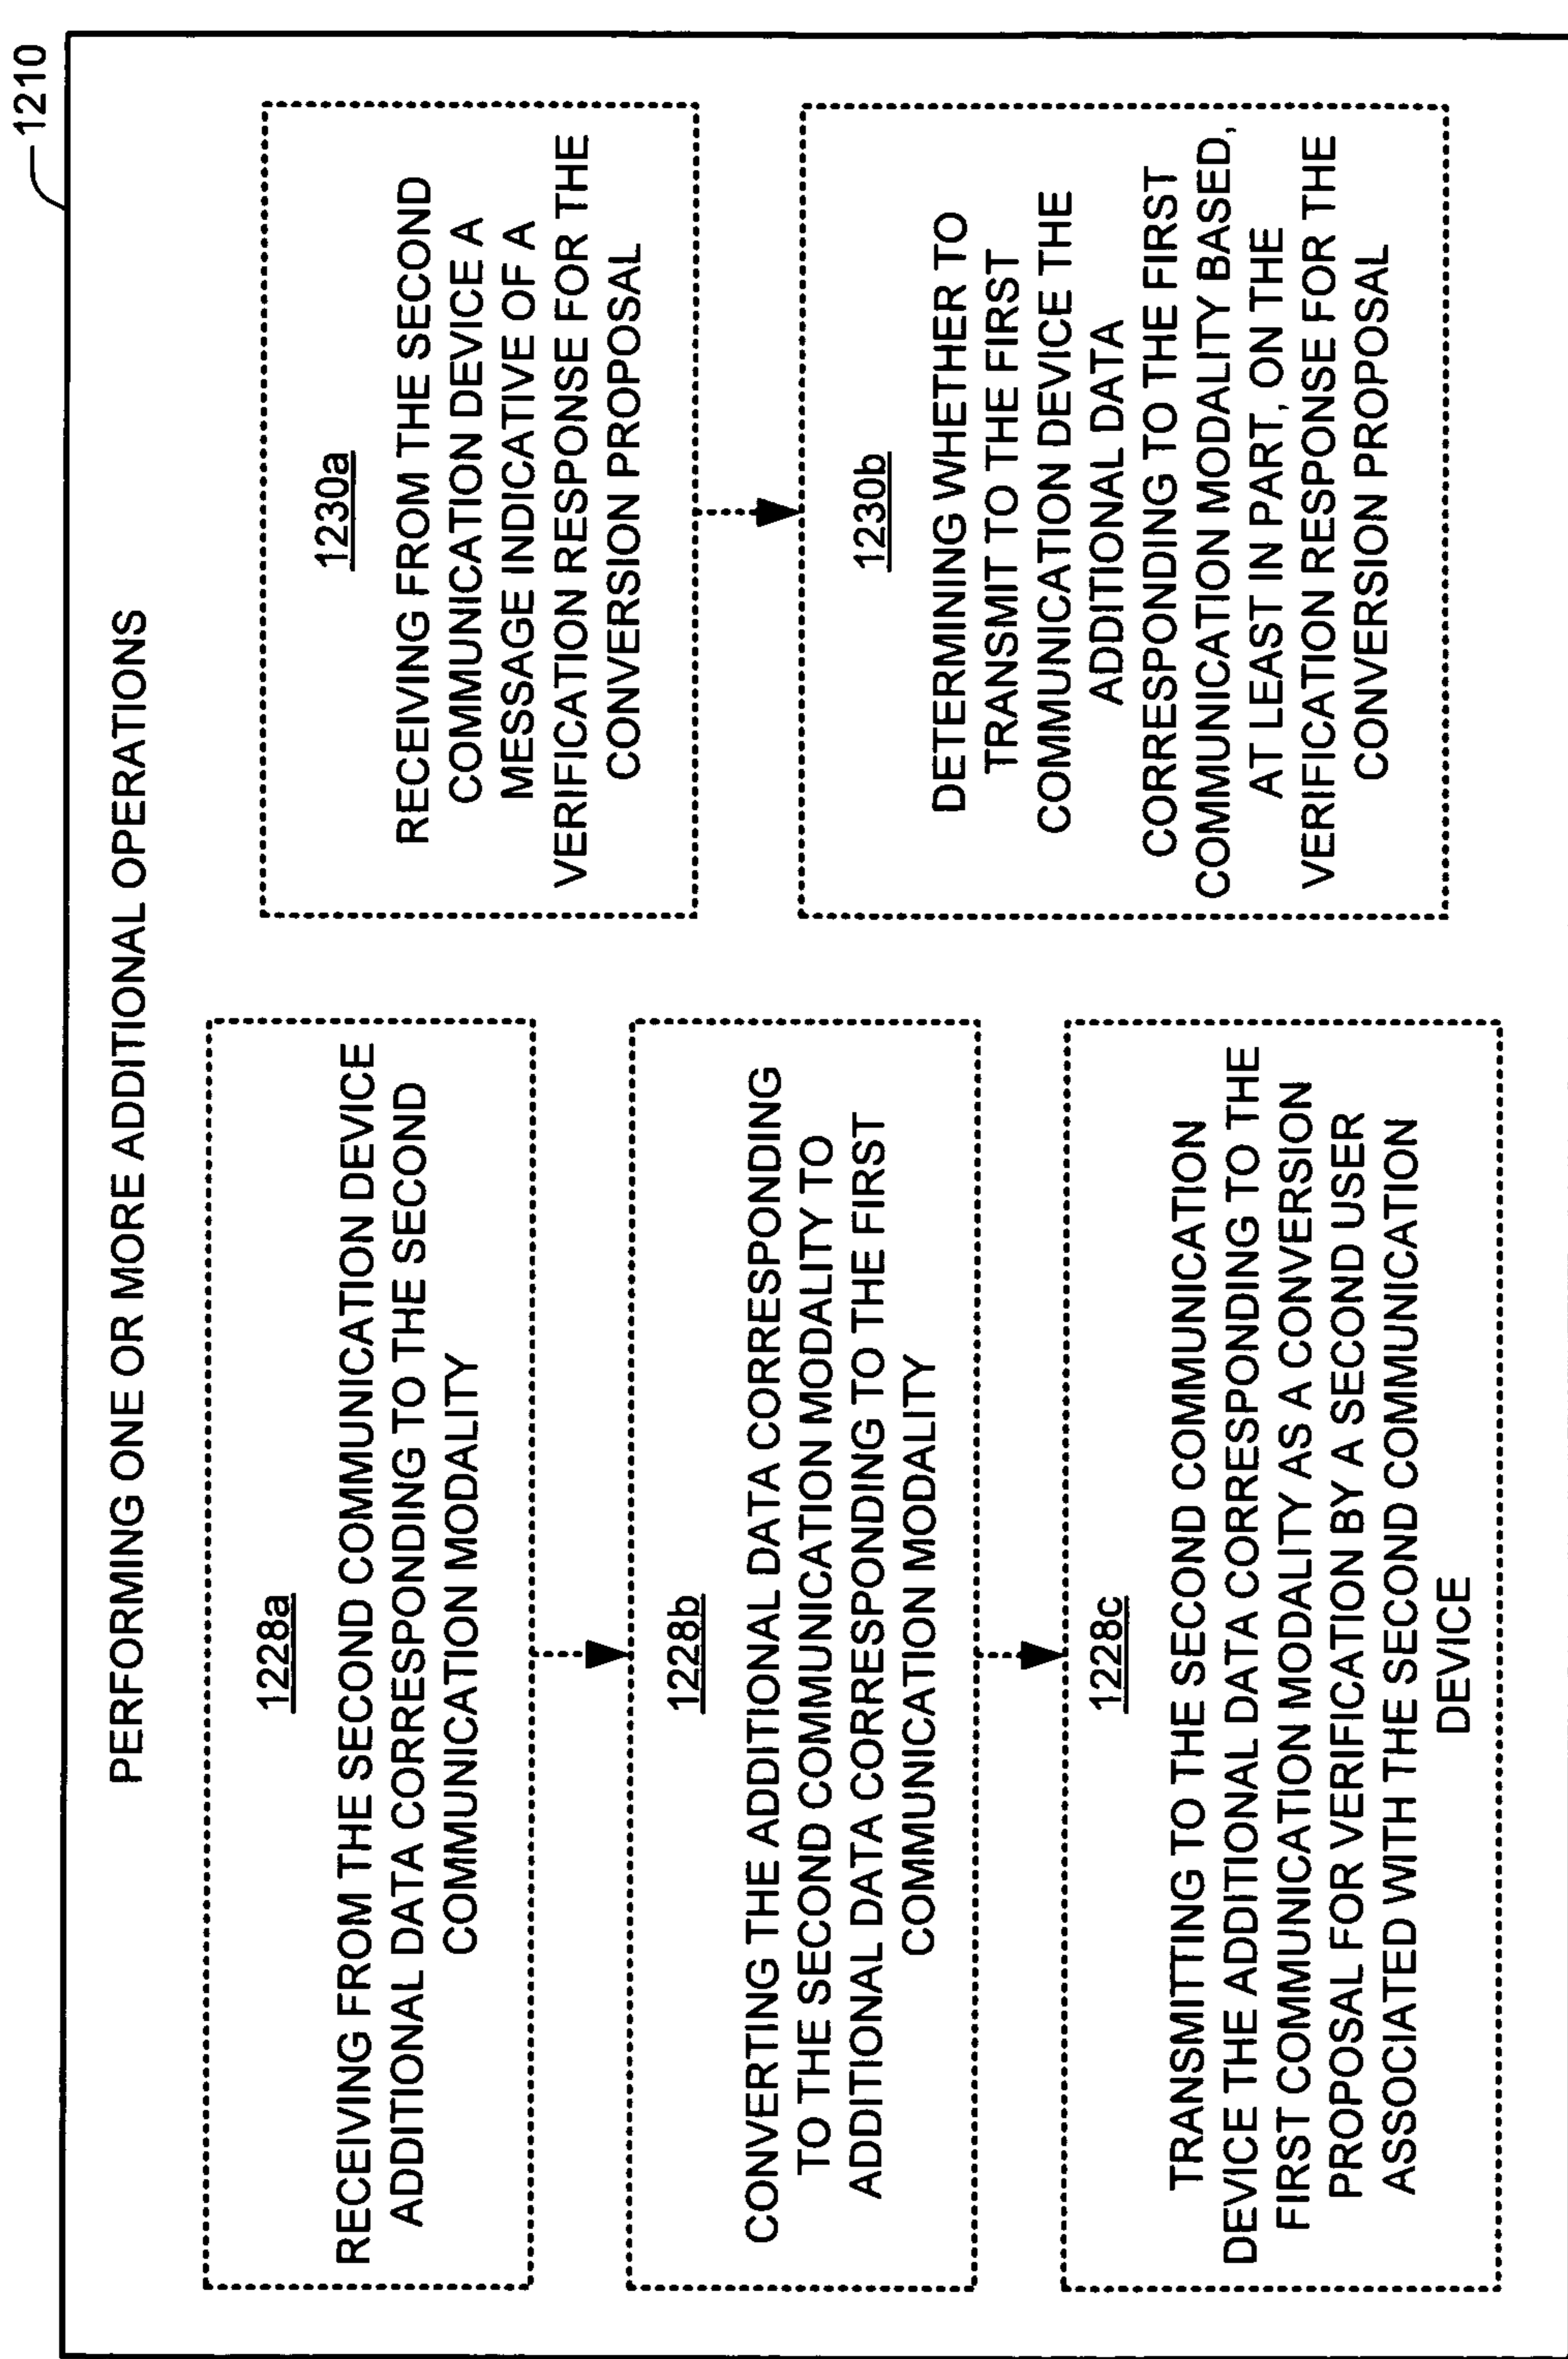 1210
PERFORMING ONE OR MORE ADDITIONAL OPERATIONS
1228a
RECEIVING FROM THE SECOND COMMUNICATION DEVICE
ADDITIONAL DATA CORRESPONDING TO THE SECOND
COMMUNICATION MODALITY
1228b
CONVERTING THE ADDITIONAL DATA CORRESPONDING
TO THE SECOND COMMUNICATION MODALITY TO
ADDITIONAL DATA CORRESPONDING TO THE FIRST
COMMUNICATION MODALITY
1228c
TRANSMITTING TO THE SECOND COMMUNICATION
DEVICE THE ADDITIONAL DATA CORRESPONDING TO THE
FIRST COMMUNICATION MODALITY AS A CONVERSION
PROPOSAL FOR VERIFICATION BY A SECOND USER
ASSOCIATED WITH THE SECOND COMMUNICATION
DEVICE
1230a
RECEIVING FROM THE SECOND
COMMUNICATION DEVICE A
MESSAGE INDICATIVE OF A
VERIFICATION RESPONSE FOR THE
CONVERSION PROPOSAL
1230b
DETERMINING WHETHER TO
TRANSMIT TO THE FIRST
COMMUNICATION DEVICE THE
ADDITIONAL DATA
CORRESPONDING TO THE FIRST
COMMUNICATION MODALITY BASED,
AT LEAST IN PART, ON THE
VERIFICATION RESPONSE FOR THE
CONVERSION PROPOSAL